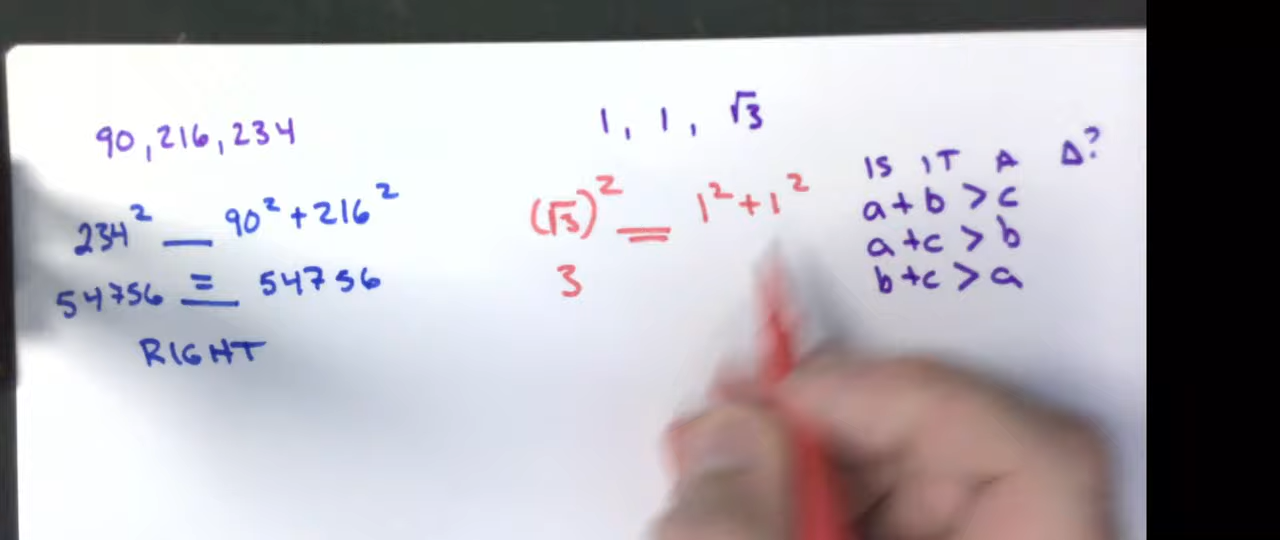 90, 216, 234
234² __ 90² + 216²
54756 = 54756
RIGHT
1, 1, √3
(√3)² __ 1² + 1²
3
IS IT A Δ?
a + b > c
a + c > b
b + c > a